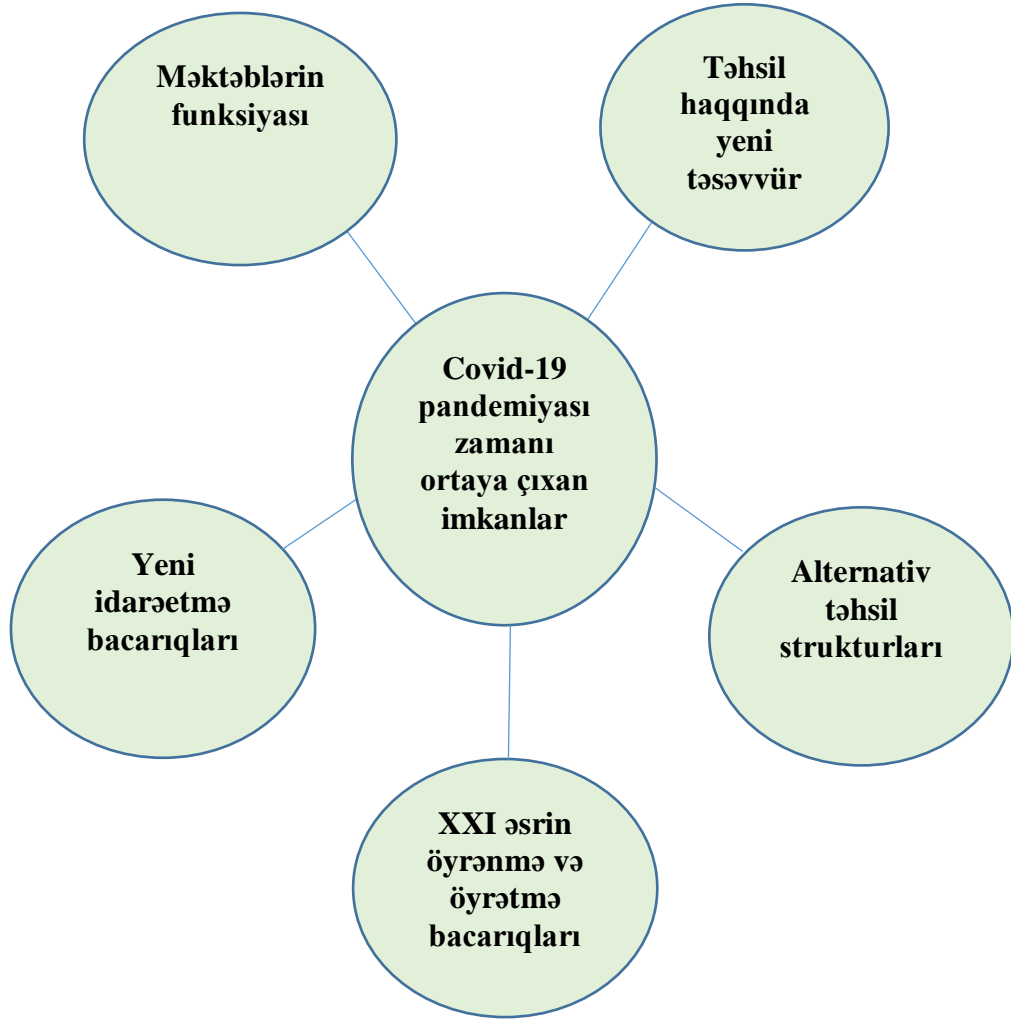 Məktəblərin
funksiyası
Təhsil
haqqında
yeni
təsəvvür
Covid-19
pandemiyası
zamanı
ortaya çıxan
imkanlar
Yeni
idarəetmə
bacarıqları
Alternativ
təhsil
strukturları
XXI əsrin
öyrənmə və
öyrətmə
bacarıqları